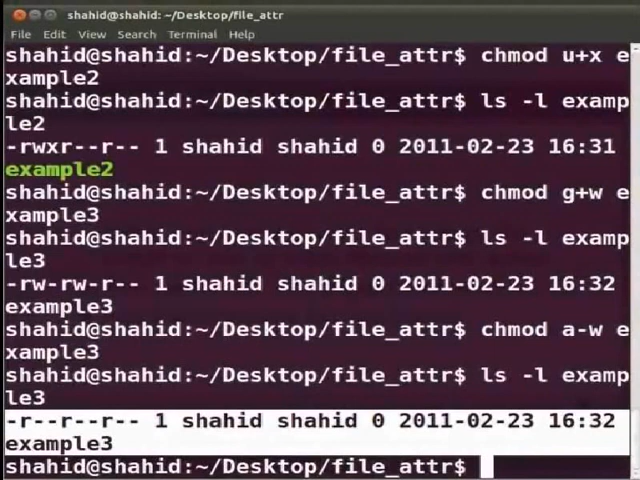 shahid@shahid: ~/Desktop/file_attr
File Edit View Search Terminal Help
shahid@shahid:~/Desktop/file_attr$ chmod u+x e
xample2
shahid@shahid:~/Desktop/file_attr$ ls -l examp
le2
-rwxr--r-- 1 shahid shahid 0 2011-02-23 16:31
example2
shahid@shahid:~/Desktop/file_attr$ chmod g+w e
xample3
shahid@shahid:~/Desktop/file_attr$ ls -l examp
le3
-rw-rw-r-- 1 shahid shahid 0 2011-02-23 16:32
example3
shahid@shahid:~/Desktop/file_attr$ chmod a-w e
xample3
shahid@shahid:~/Desktop/file_attr$ ls -l examp
le3
-r--r--r-- 1 shahid shahid 0 2011-02-23 16:32
example3
shahid@shahid:~/Desktop/file_attr$